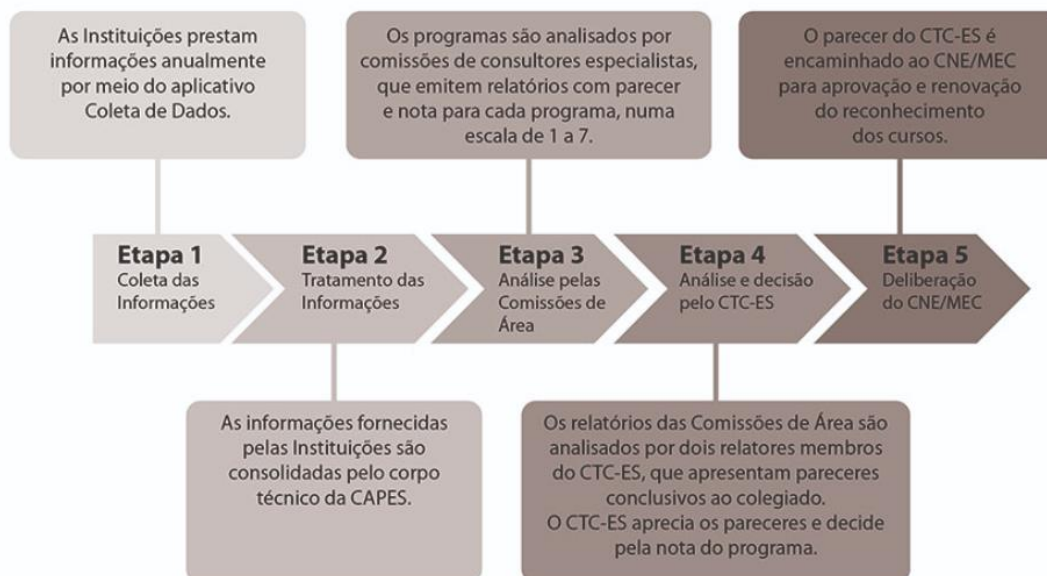 As Instituições prestam
informações anualmente
por meio do aplicativo
Coleta de Dados.
Os programas são analisados por
comissões de consultores especialistas,
que emitem relatórios com parecer
e nota para cada programa, numa
escala de 1 a 7.
O parecer do CTC-ES é
encaminhado ao CNE/MEC
para aprovação e renovação
do reconhecimento
dos cursos.
Etapa 1
Coleta das
Informações
Etapa 2
Tratamento das
Informações
Etapa 3
Análise pelas
Comissões de
Área
Etapa 4
Análise e decisão
pelo CTC-ES
Etapa 5
Deliberação
do CNE/MEC
As informações fornecidas
pelas Instituições são
consolidadas pelo corpo
técnico da CAPES.
Os relatórios das Comissões de Área são
analisados por dois relatores membros
do CTC-ES, que apresentam pareceres
conclusivos ao colegiado.
O CTC-ES aprecia os pareceres e decide
pela nota do programa.